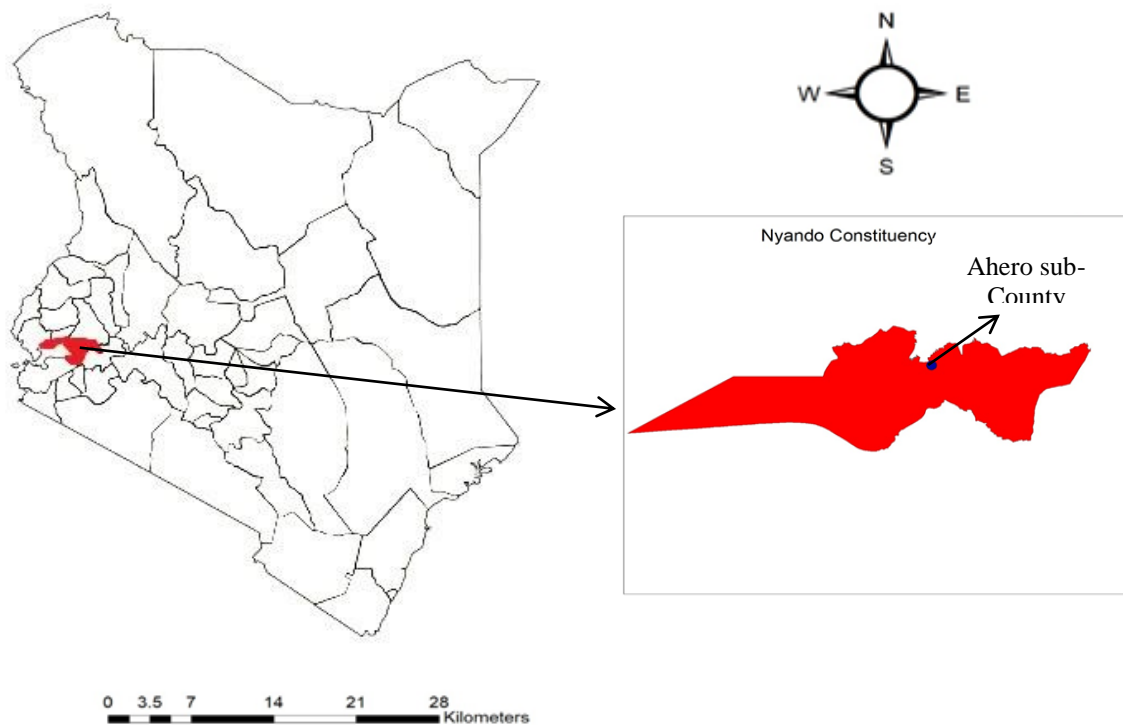 N
W E
S
Nyando Constituency
Ahero sub-
County
0 3.5 7 14 21 28
Kilometers